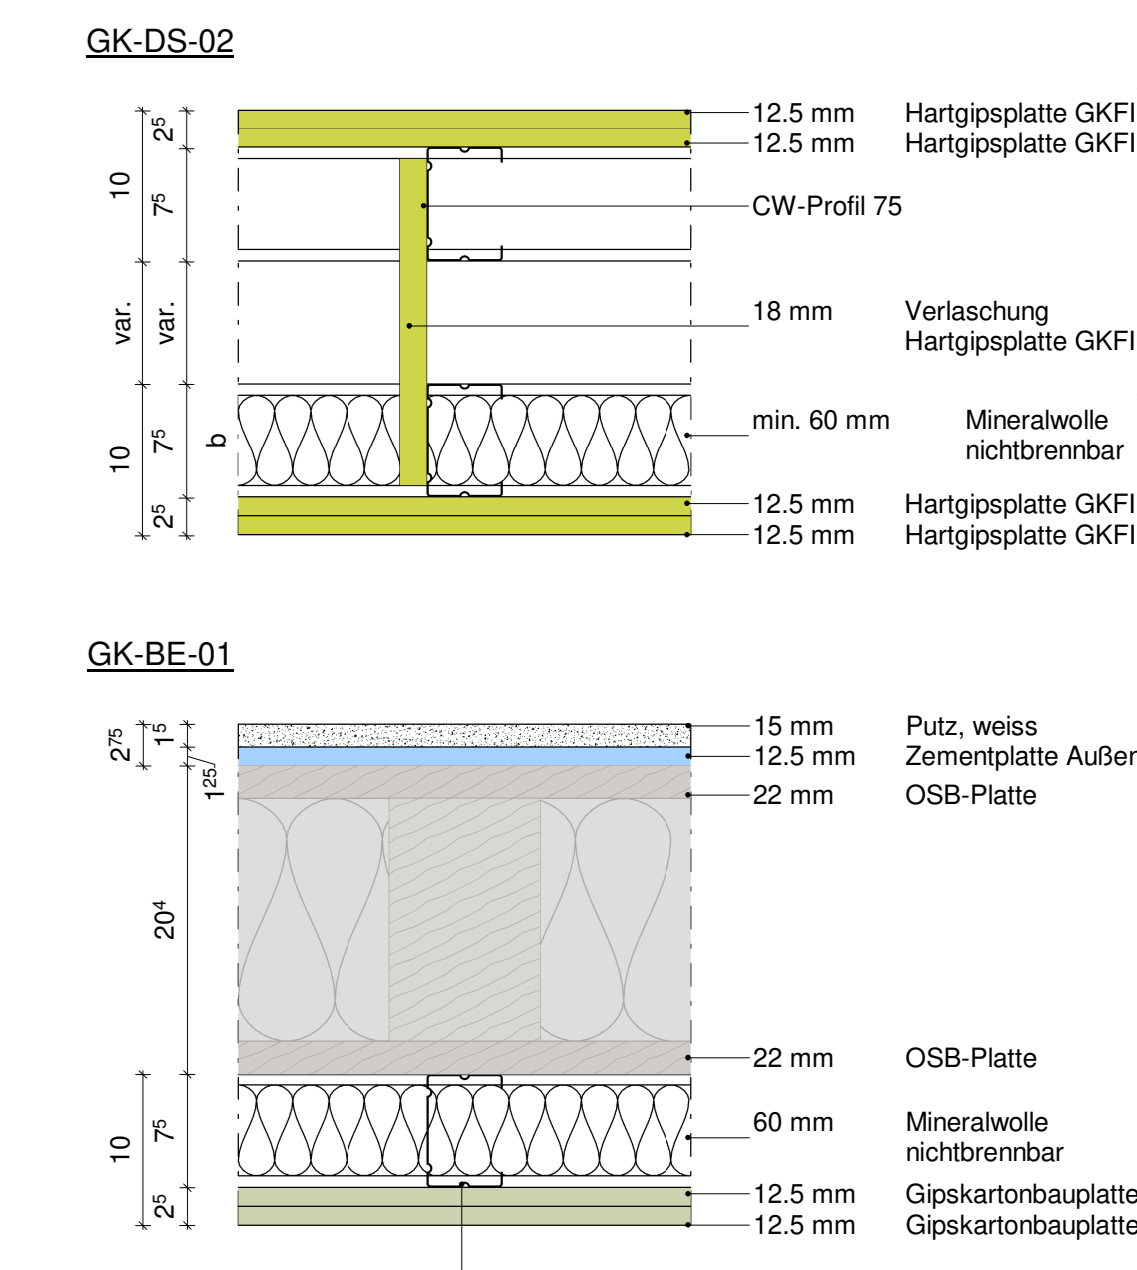 GK-DS-02
12.5 mm Hartgipsplatte GKFI
12.5 mm Hartgipsplatte GKFI
CW-Profil 75
18 mm Verlaschung
Hartgipsplatte GKFI
min. 60 mm Mineralwolle
nichtbrennbar
12.5 mm Hartgipsplatte GKFI
12.5 mm Hartgipsplatte GKFI
10
var.
10
2⁵
7⁵
var.
7⁵
2⁵
b
GK-BE-01
15 mm Putz, weiss
12.5 mm Zementplatte Außen
22 mm OSB-Platte
22 mm OSB-Platte
60 mm Mineralwolle
nichtbrennbar
12.5 mm Gipskartonbauplatte
12.5 mm Gipskartonbauplatte
2⁷⁵
10
1⁵
1²⁵
20⁴
7⁵
2⁵